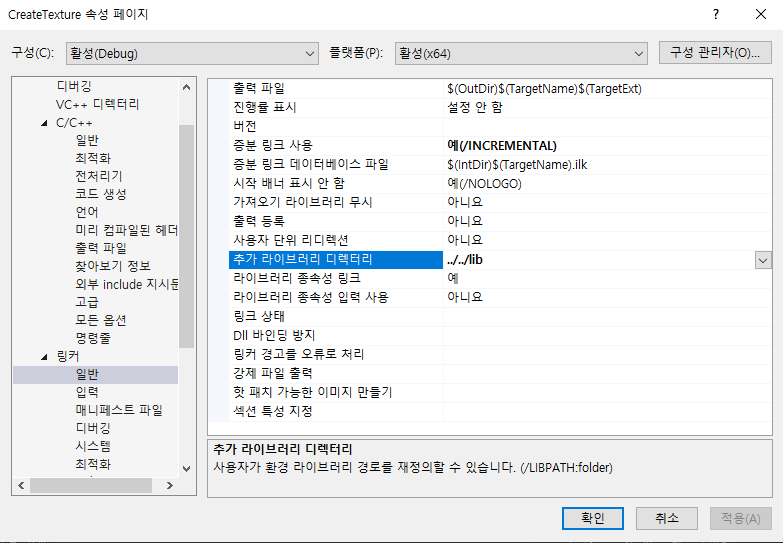 CreateTexture 속성 페이지
?
구성(C): 활성(Debug) 플랫폼(P): 활성(x64) 구성 관리자(O)...
디버깅
VC++ 디렉터리
C/C++
일반
최적화
전처리기
코드 생성
언어
미리 컴파일된 헤더
출력 파일
찾아보기 정보
외부 include 지시문
고급
모든 옵션
명령줄
링커
일반
입력
매니페스트 파일
디버깅
시스템
최적화
출력 파일 $(OutDir)$(TargetName)$(TargetExt)
진행률 표시 설정 안 함
버전
증분 링크 사용 예(/INCREMENTAL)
증분 링크 데이터베이스 파일 $(IntDir)$(TargetName).ilk
시작 배너 표시 안 함 예(/NOLOGO)
가져오기 라이브러리 무시 아니요
출력 등록 아니요
사용자 단위 리디렉션 아니요
추가 라이브러리 디렉터리 ../../lib
라이브러리 종속성 링크 예
라이브러리 종속성 입력 사용 아니요
링크 상태
Dll 바인딩 방지
링커 경고를 오류로 처리
강제 파일 출력
핫 패치 가능한 이미지 만들기
섹션 특성 지정
추가 라이브러리 디렉터리
사용자가 환경 라이브러리 경로를 재정의할 수 있습니다. (/LIBPATH:folder)
확인 취소 적용(A)